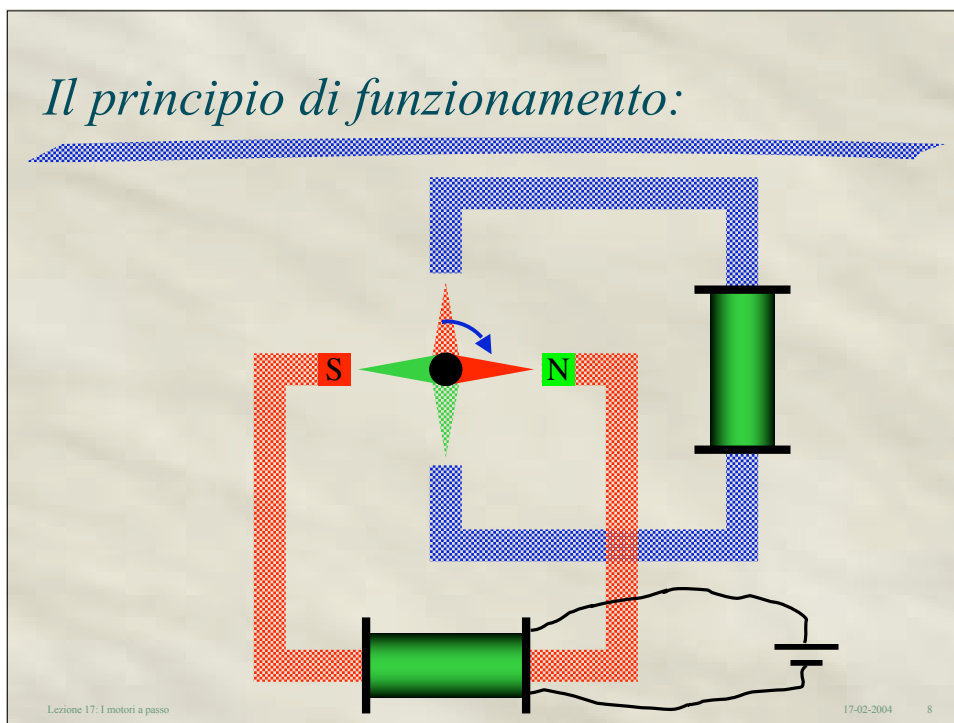 Il principio di funzionamento:
S
N
Lezione 17: I motori a passo
17-02-2004
8